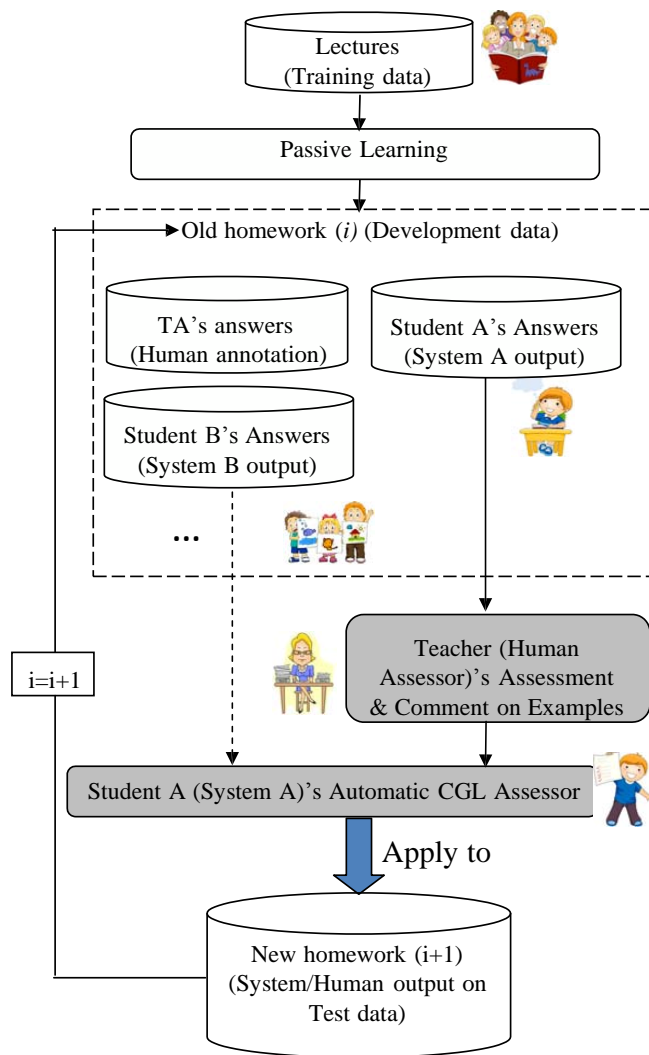 Lectures
(Training data)
Passive Learning
Old homework (i) (Development data)
TA's answers
(Human annotation)
Student A's Answers
(System A output)
Student B's Answers
(System B output)
...
Teacher (Human
Assessor)'s Assessment
& Comment on Examples
i=i+1
Student A (System A)'s Automatic CGL Assessor
Apply to
New homework (i+1)
(System/Human output on
Test data)